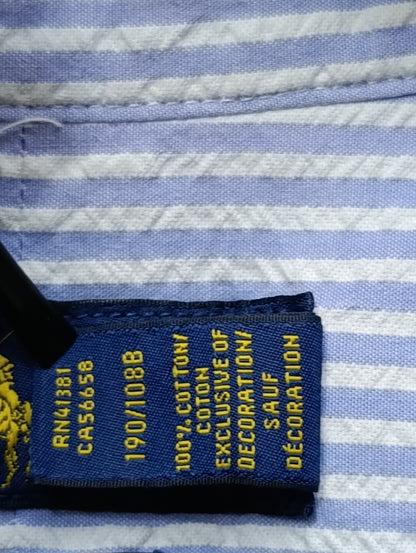 RN41381
CA56658
190/108B
100% COTTON/
COTON
EXCLUSIVE OF
DECORATION/
SAUF
DÉCORATION